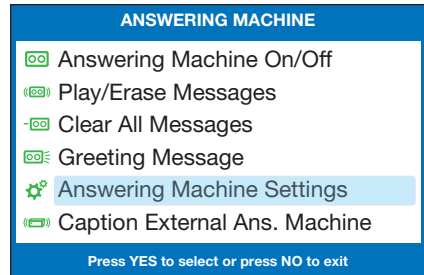 ANSWERING MACHINE
Answering Machine On/Off
Play/Erase Messages
Clear All Messages
Greeting Message
Answering Machine Settings
Caption External Ans. Machine
Press YES to select or press NO to exit